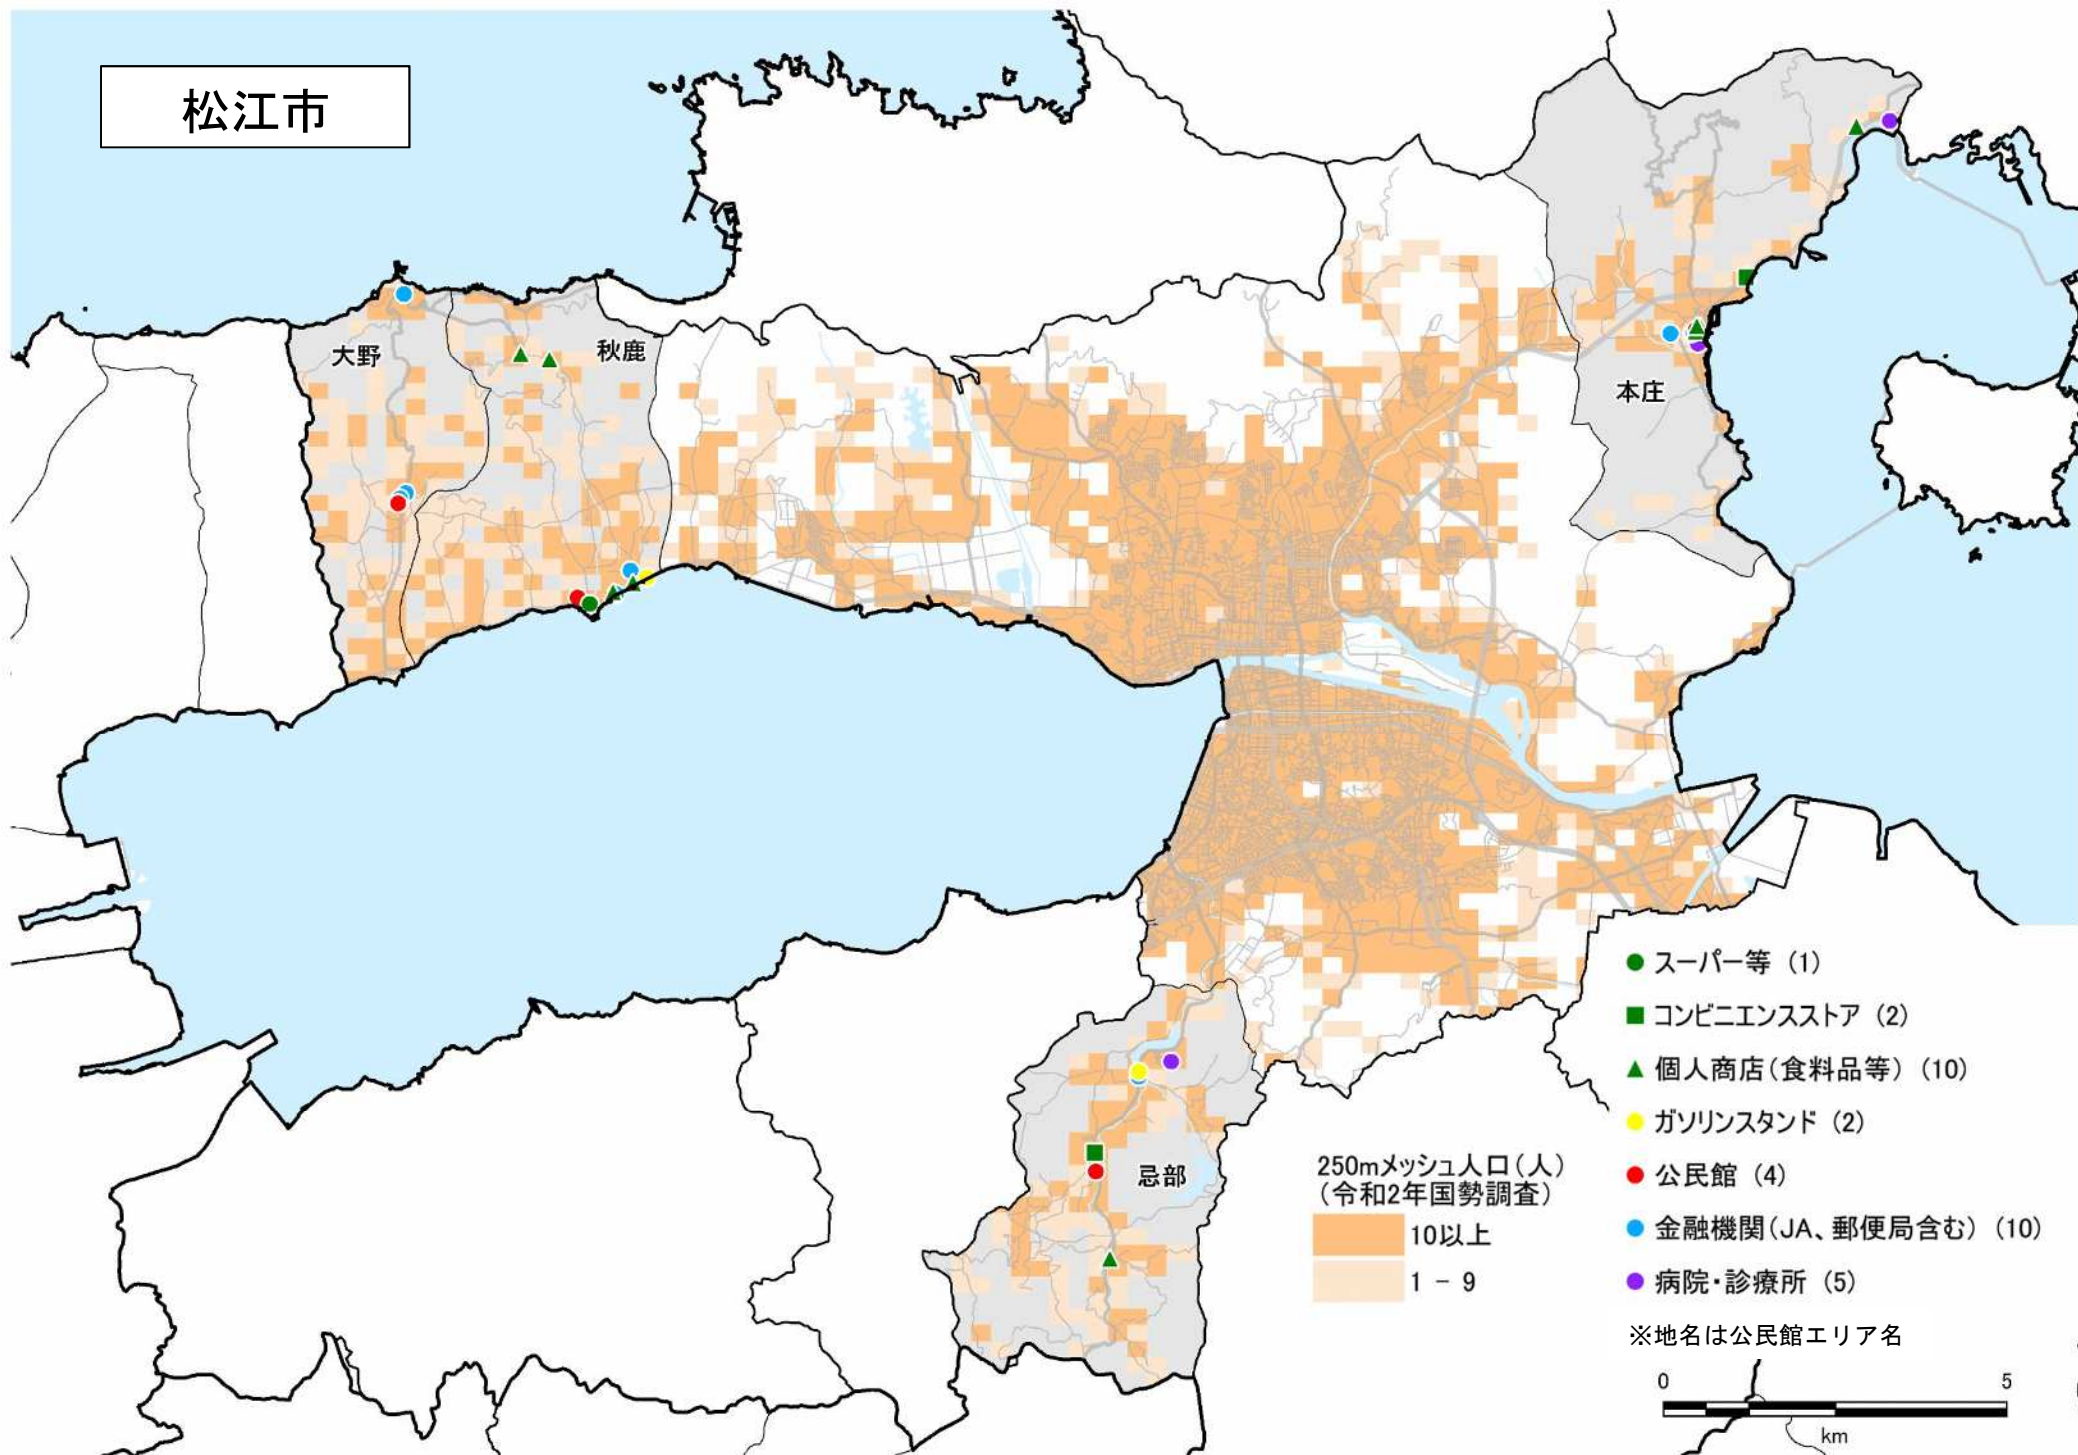 松江市
大野
秋鹿
本庄
忌部
スーパー等 (1)
コンビニエンスストア (2)
個人商店(食料品等) (10)
ガソリンスタンド (2)
公民館 (4)
金融機関(JA、郵便局含む) (10)
病院・診療所 (5)
※地名は公民館エリア名
250mメッシュ人口(人)
(令和2年国勢調査)
10以上
1 - 9
0 5
km